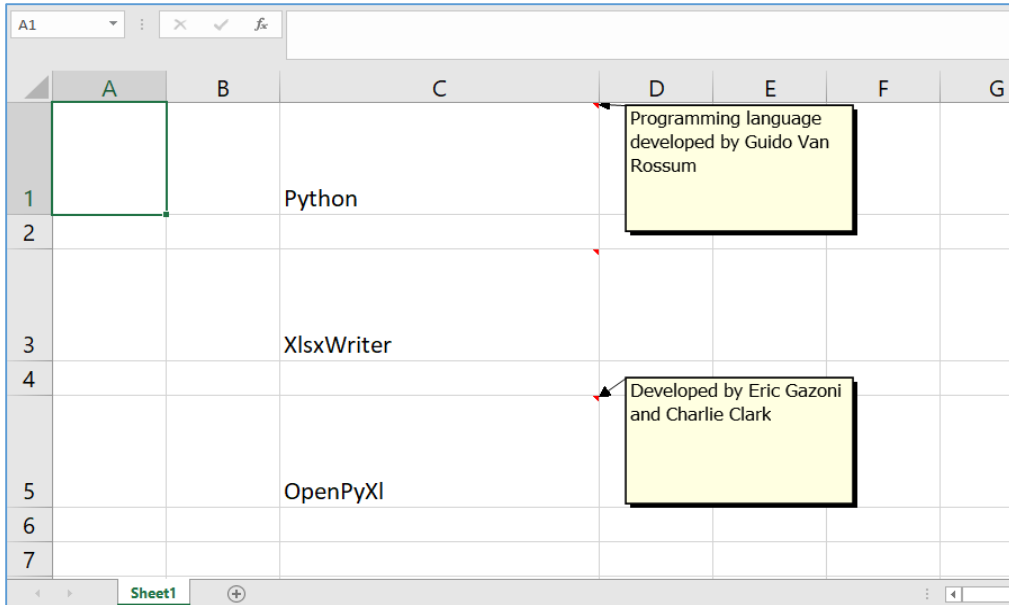 A1
fx
A B C D E F G
Programming language
developed by Guido Van
Rossum
1 Python
2
3 XlsxWriter
4
Developed by Eric Gazoni
and Charlie Clark
5 OpenPyXl
6
7
Sheet1